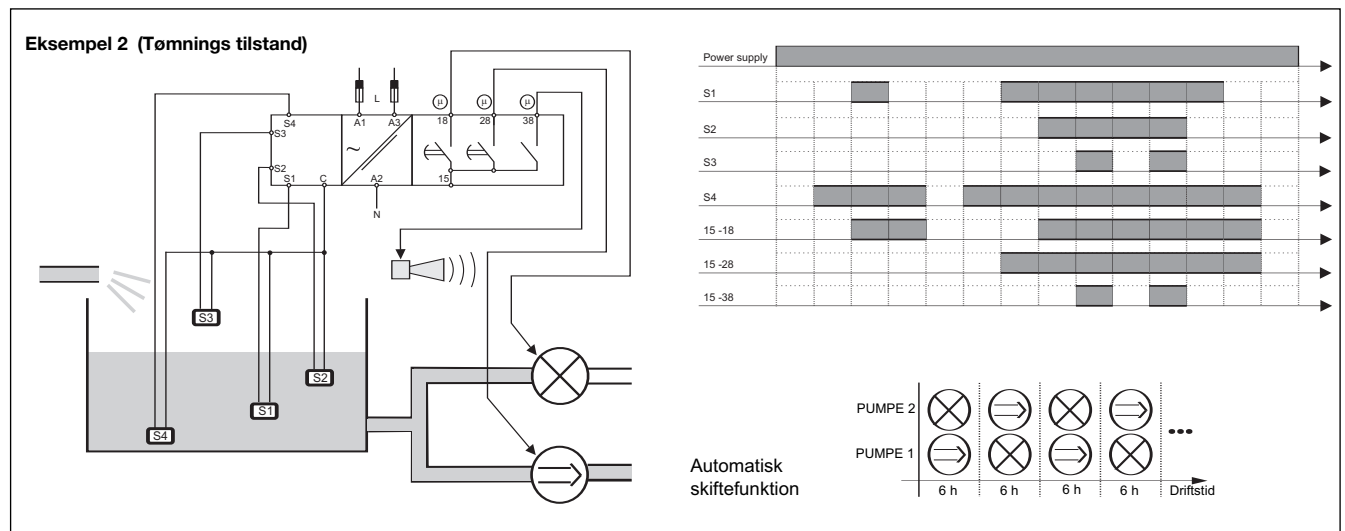 Eksempel 2 (Tømnings tilstand)
L
μ μ μ
S4 A1 A3 18 28 38
S3
~
S2
S1 C A2 15
N
S3
S2
S1
S4
Power supply
S1
S2
S3
S4
15 -18
15 -28
15 -38
PUMPE 2
PUMPE 1
Automatisk
skiftefunktion
6 h 6 h 6 h 6 h Driftstid